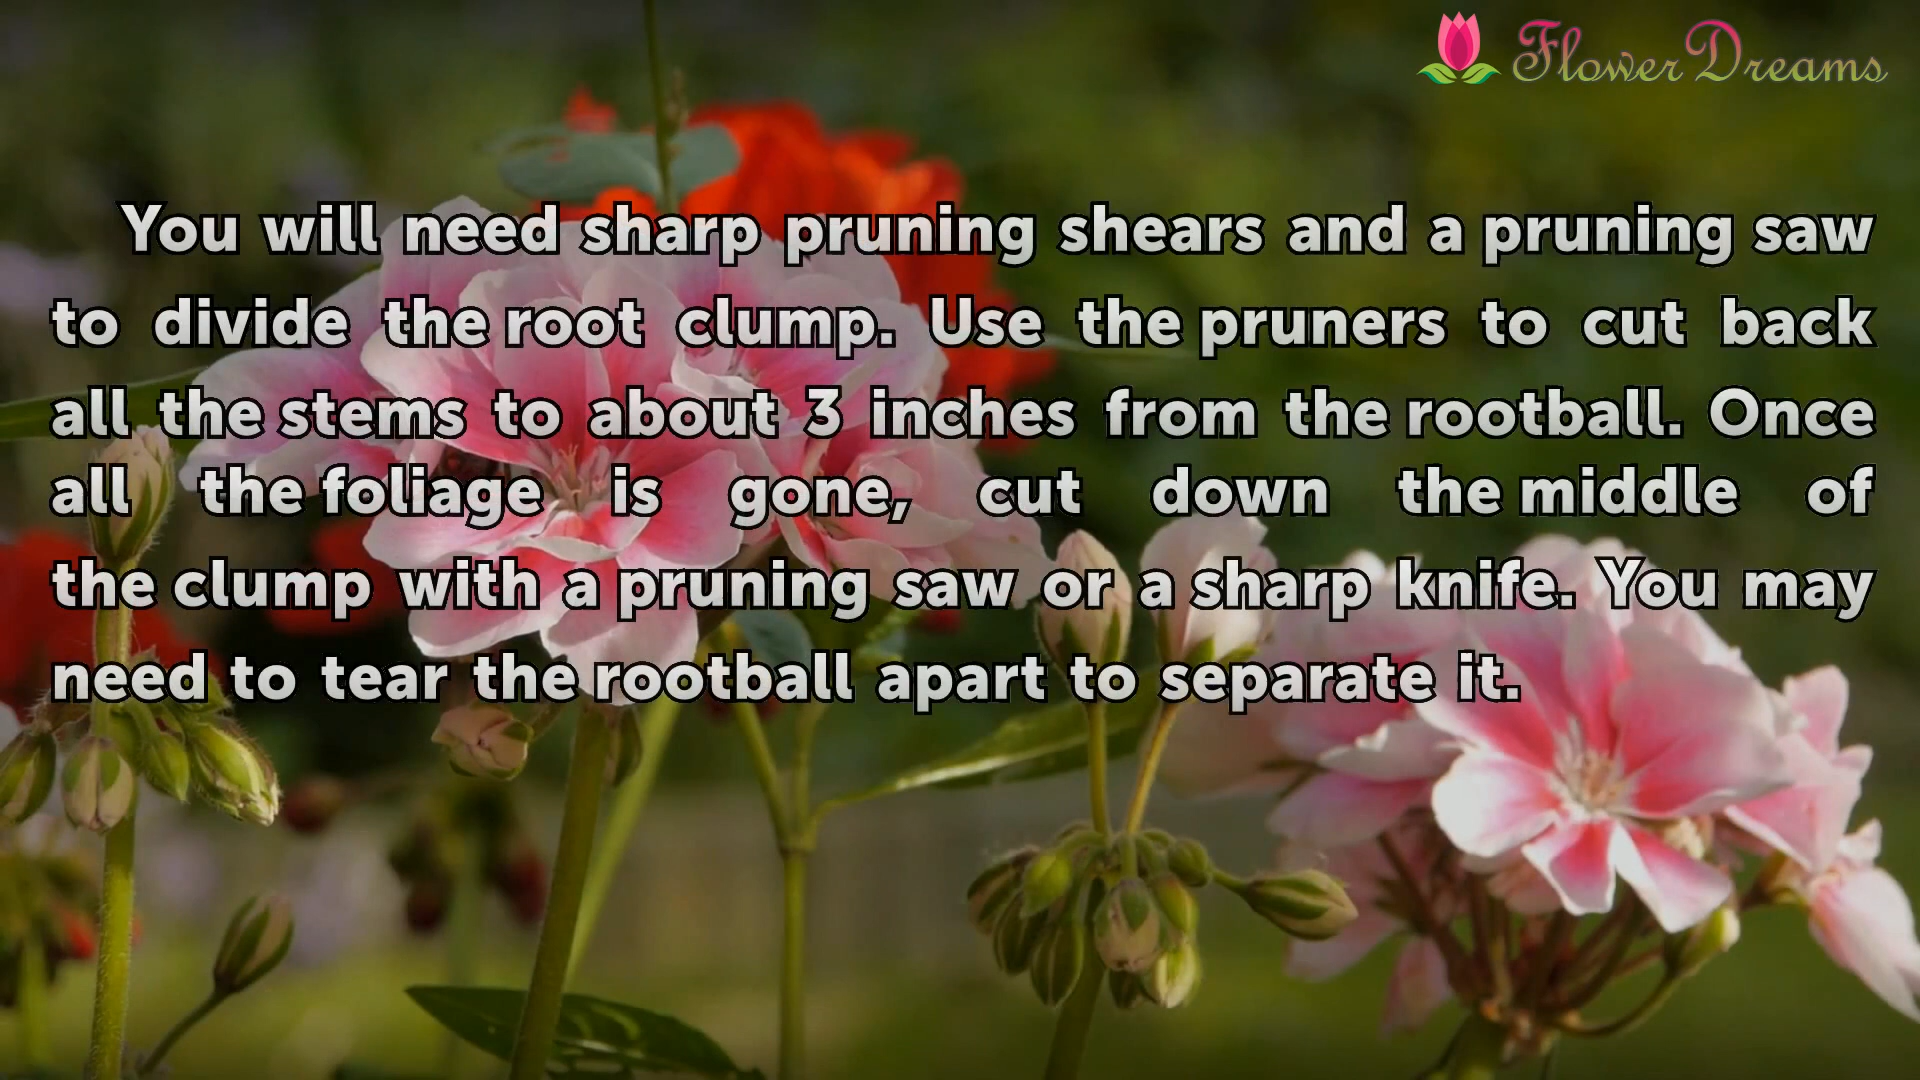 Flower Dreams
You will need sharp pruning shears and a pruning saw
to divide the root clump. Use the pruners to cut back
all the stems to about 3 inches from the rootball. Once
all the foliage is gone, cut down the middle of
the clump with a pruning saw or a sharp knife. You may
need to tear the rootball apart to separate it.